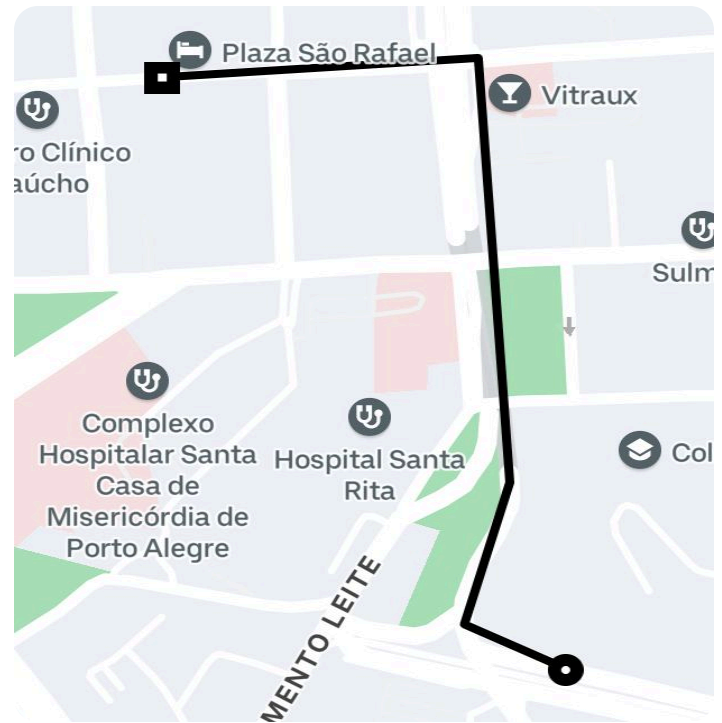 Plaza São Rafael
Vitraux
ro Clínico
aúcho
Sulm
Complexo
Hospitalar Santa
Casa de
Misericórdia de
Porto Alegre
Hospital Santa
Rita
Col
MENTO LEITE